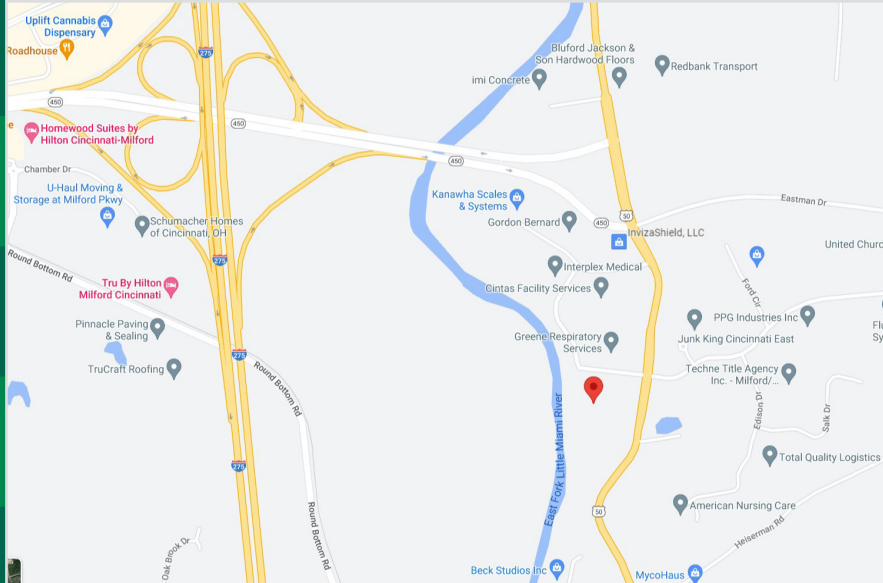 Uplift Cannabis
Dispensary
Roadhouse
275
Bluford Jackson &
Son Hardwood Floors
Redbank Transport
imi Concrete
450
450
e
Homewood Suites by
Hilton Cincinnati-Milford
450
Chamber Dr
U-Haul Moving &
Storage at Milford Pkwy
Kanawha Scales
& Systems
Eastman Dr
Schumacher Homes
of Cincinnati, OH
Gordon Bernard
450
50
InvizaShield, LLC
United Churc
Round Bottom Rd
275
Interplex Medical
Tru By Hilton
Milford Cincinnati
Cintas Facility Services
Ford Cir
Pinnacle Paving
& Sealing
PPG Industries Inc
Flu
Sy
Greene Respiratory
Services
Junk King Cincinnati East
275
TruCraft Roofing
Round Bottom Rd
Techne Title Agency
Inc. - Milford/...
Edison Dr
Salk Dr
East Fork Little Miami River
275
Total Quality Logistics
50
American Nursing Care
Round Bottom Rd
Heiserman Rd
Oak Brook Dr
Beck Studios Inc
MycoHaus